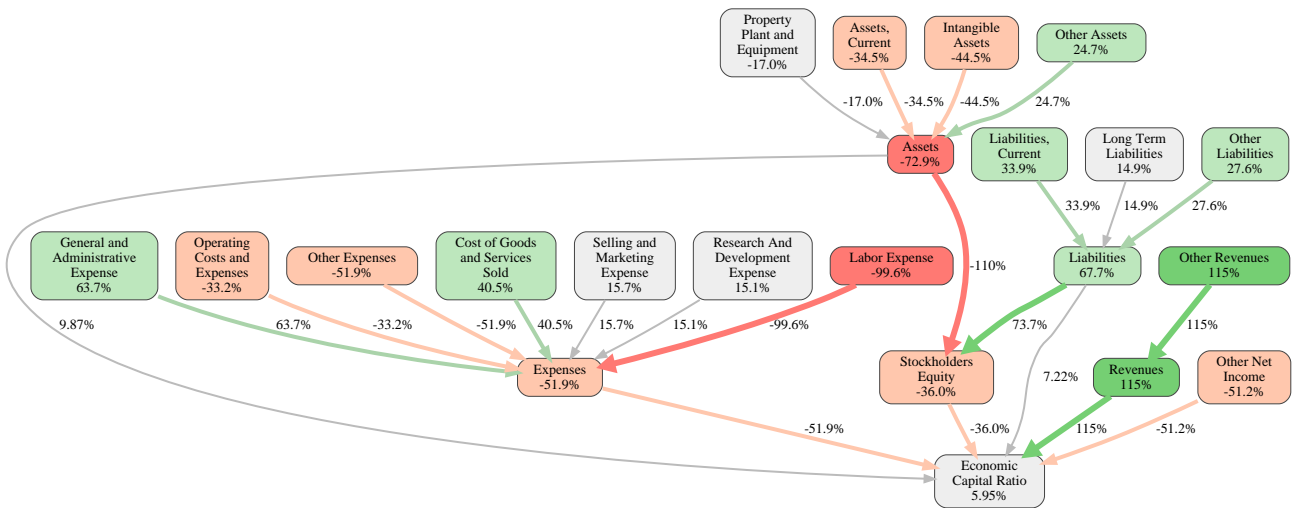 Property
Plant and
Equipment
-17.0%
Assets,
Current
-34.5%
Intangible
Assets
-44.5%
Other Assets
24.7%
-17.0%
-34.5%
-44.5%
24.7%
Assets
-72.9%
Liabilities,
Current
33.9%
Long Term
Liabilities
14.9%
Other
Liabilities
27.6%
33.9%
14.9%
27.6%
General and
Administrative
Expense
63.7%
Operating
Costs and
Expenses
-33.2%
Other Expenses
-51.9%
Cost of Goods
and Services
Sold
40.5%
Selling and
Marketing
Expense
15.7%
Research And
Development
Expense
15.1%
Labor Expense
-99.6%
-110%
Liabilities
67.7%
Other Revenues
115%
9.87%
63.7%
-33.2%
-51.9%
40.5%
15.7%
15.1%
-99.6%
73.7%
115%
Expenses
-51.9%
Stockholders
Equity
-36.0%
7.22%
Revenues
115%
Other Net
Income
-51.2%
-51.9%
-36.0%
115%
-51.2%
Economic
Capital Ratio
5.95%